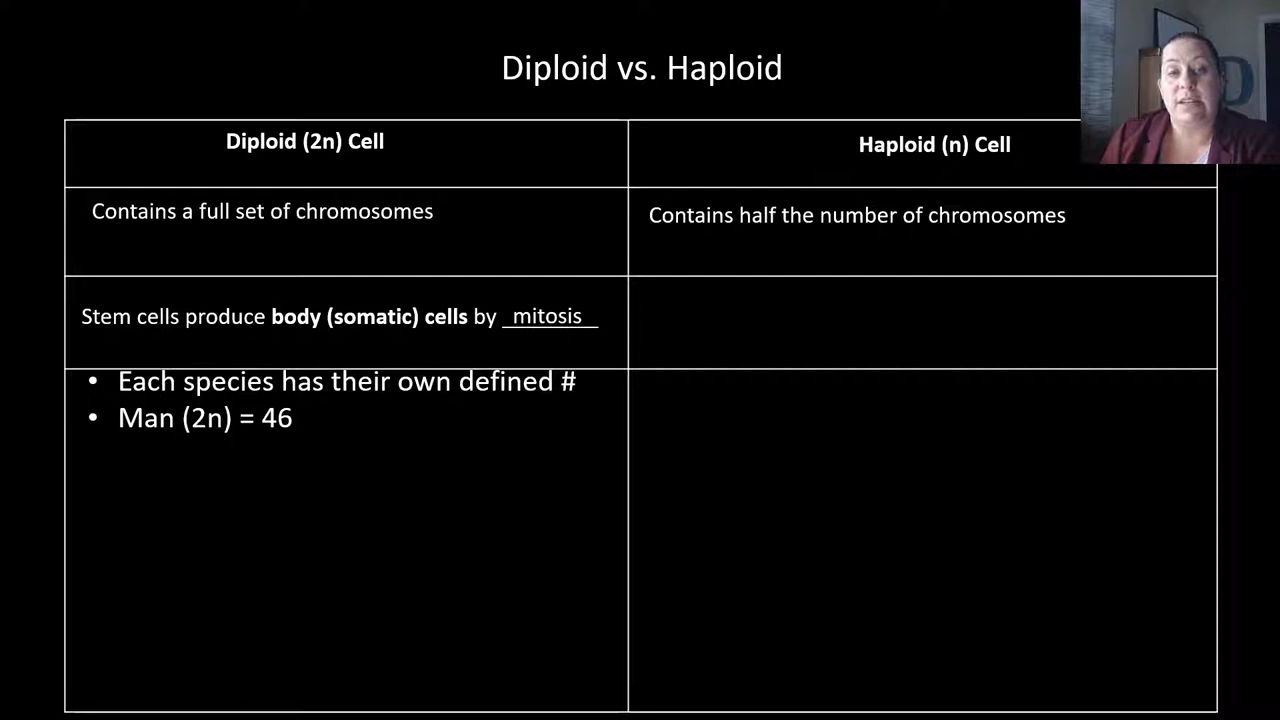 Diploid vs. Haploid
Diploid (2n) Cell
Haploid (n) Cell
Contains a full set of chromosomes
Contains half the number of chromosomes
Stem cells produce body (somatic) cells by mitosis
• Each species has their own defined #
• Man (2n) = 46